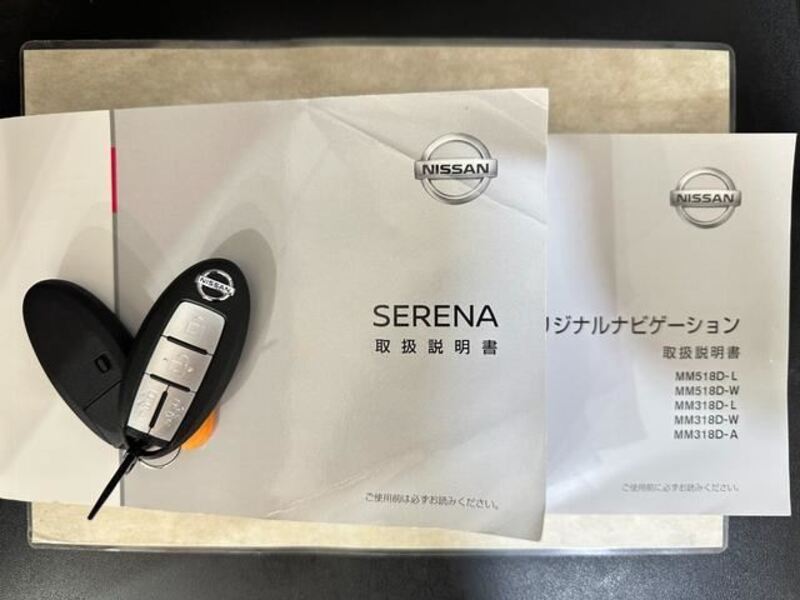 NISSAN
SERENA
取扱説明書
ご使用前は必ずお読みください。
NISSAN
リジナルナビゲーション
取扱説明書
MM518D-L
MM518D-W
MM318D-L
MM318D-W
MM318D-A
ご使用前に必ずお読みください。
NISSAN